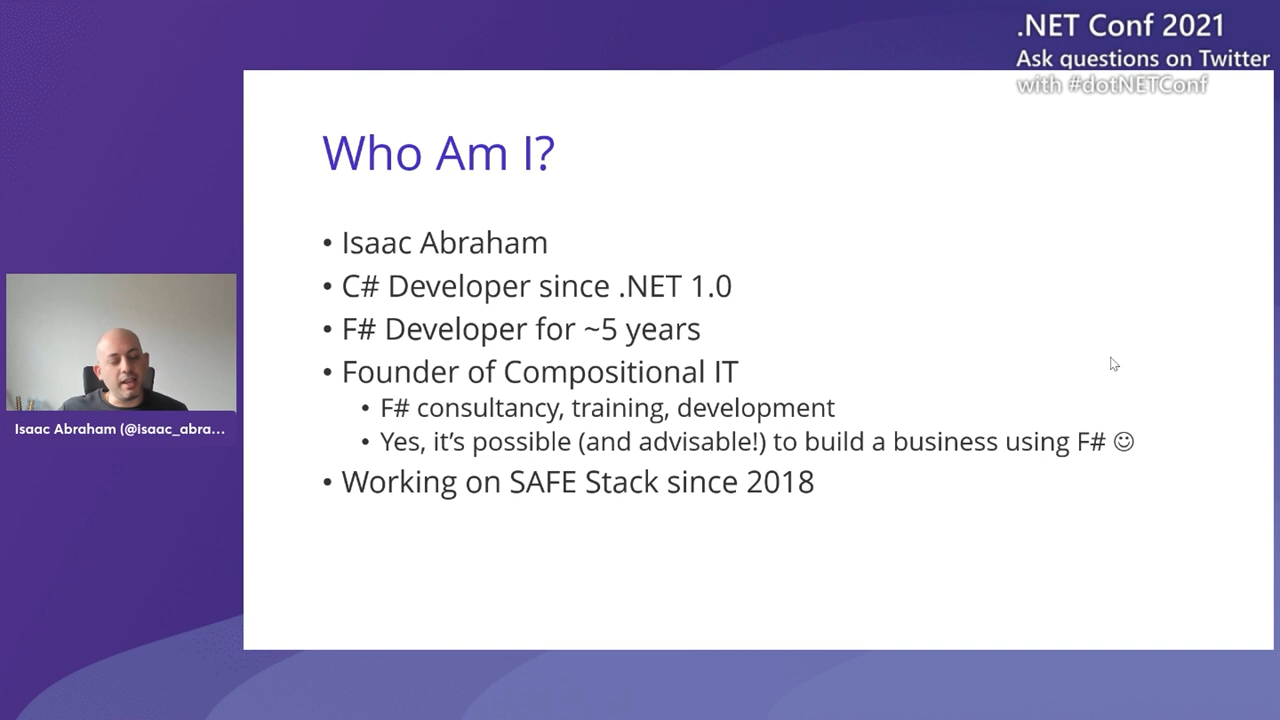 .NET Conf 2021
Ask questions on Twitter
with #dotNETConf
Who Am I?
• Isaac Abraham
• C# Developer since .NET 1.0
• F# Developer for ~5 years
• Founder of Compositional IT
• F# consultancy, training, development
• Yes, it's possible (and advisable!) to build a business using F# ☺
• Working on SAFE Stack since 2018
Isaac Abraham (@isaac_abra...